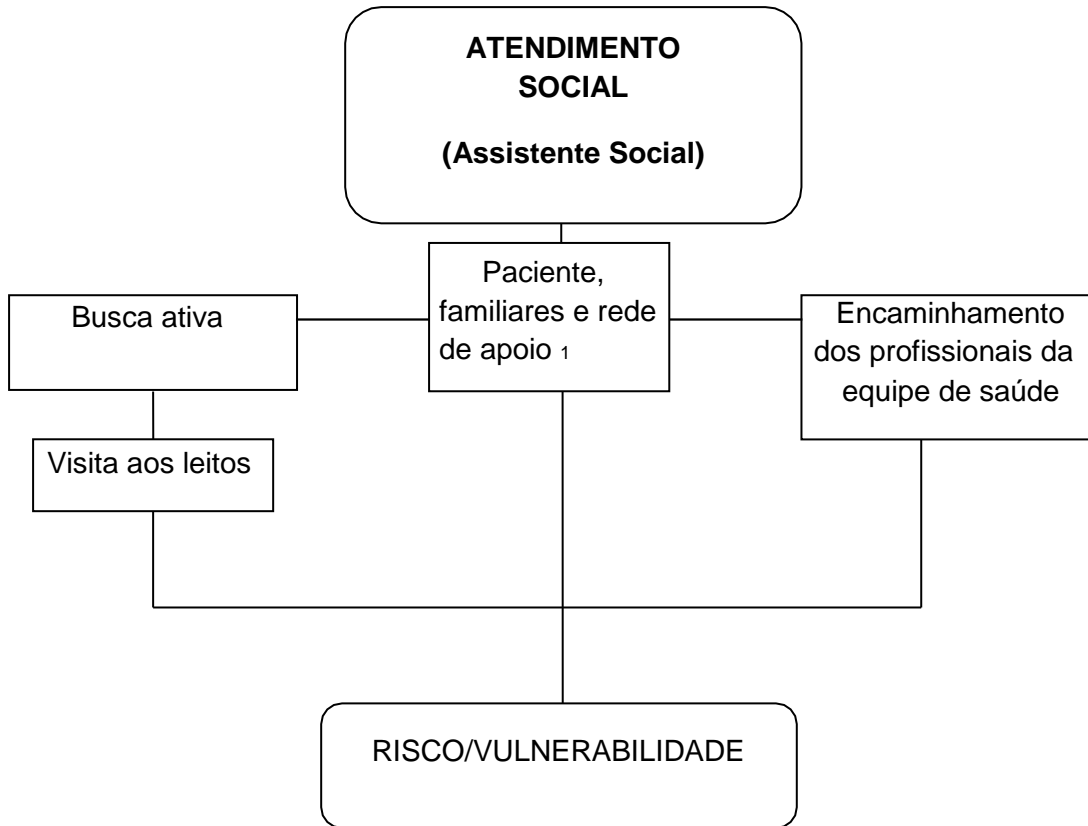 ATENDIMENTO
SOCIAL
(Assistente Social)
Paciente,
familiares e rede
de apoio 1
Busca ativa
Encaminhamento
dos profissionais da
equipe de saúde
Visita aos leitos
RISCO/VULNERABILIDADE